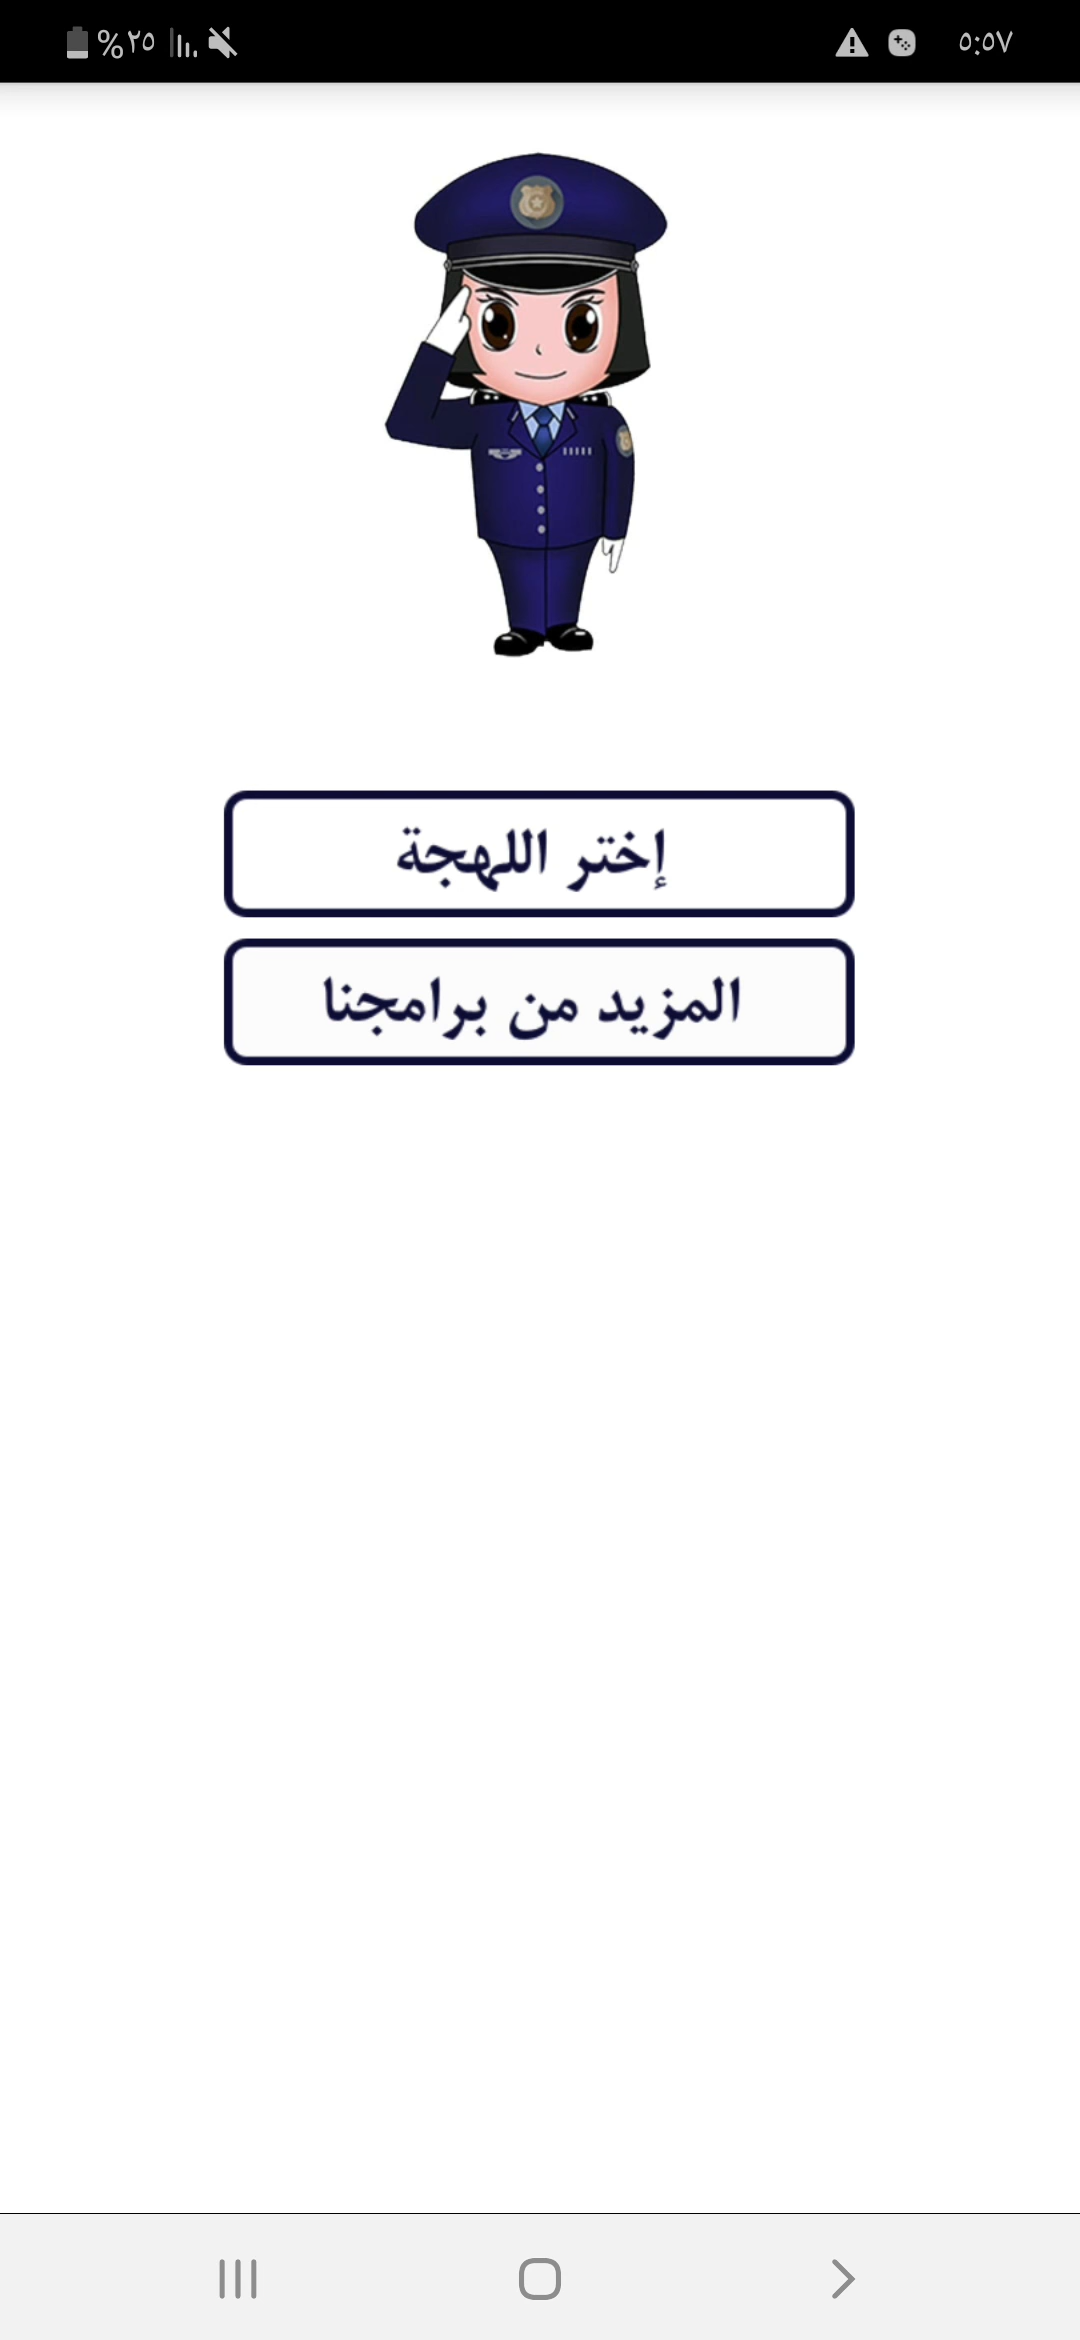 ٥:٥٧
%٢٥
إختر اللهجة
المزيد من برامجنا